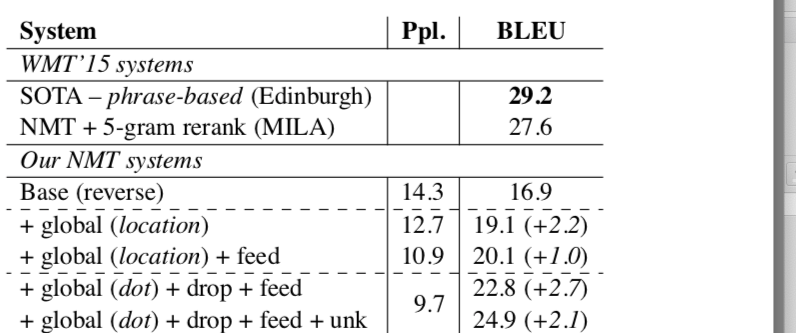 System Ppl. BLEU
WMT'15 systems
SOTA – phrase-based (Edinburgh) 29.2
NMT + 5-gram rerank (MILA) 27.6
Our NMT systems
Base (reverse) 14.3 16.9
+ global (location) 12.7 19.1 (+2.2)
+ global (location) + feed 10.9 20.1 (+1.0)
+ global (dot) + drop + feed 9.7 22.8 (+2.7)
+ global (dot) + drop + feed + unk 24.9 (+2.1)